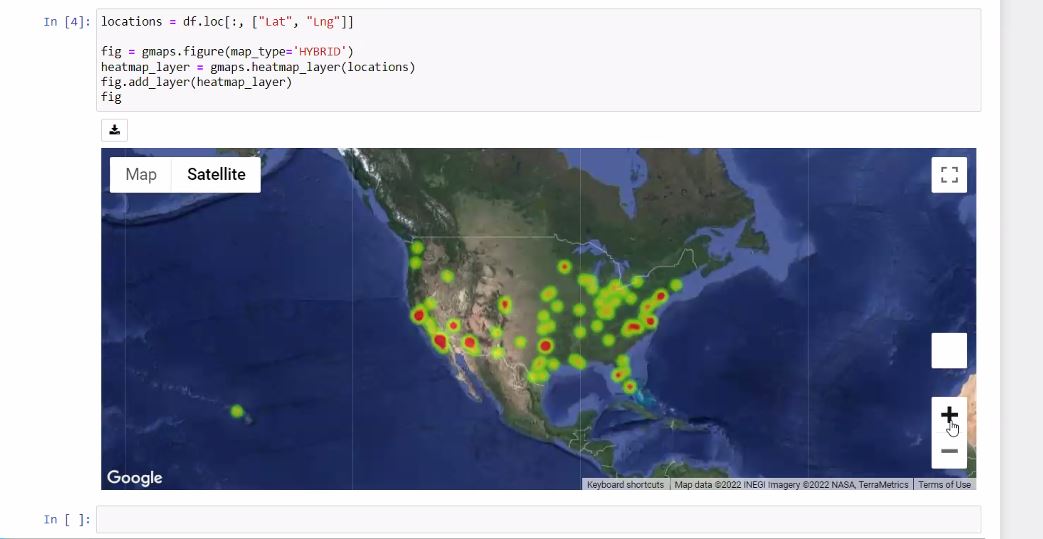 In [4]: locations = df.loc[:, ["Lat", "Lng"]]
fig = gmaps.figure(map_type='HYBRID')
heatmap_layer = gmaps.heatmap_layer(locations)
fig.add_layer(heatmap_layer)
fig
Map Satellite
Google
Keyboard shortcuts Map data ©2022 INEGI Imagery ©2022 NASA, TerraMetrics Terms of Use
In [ ]: